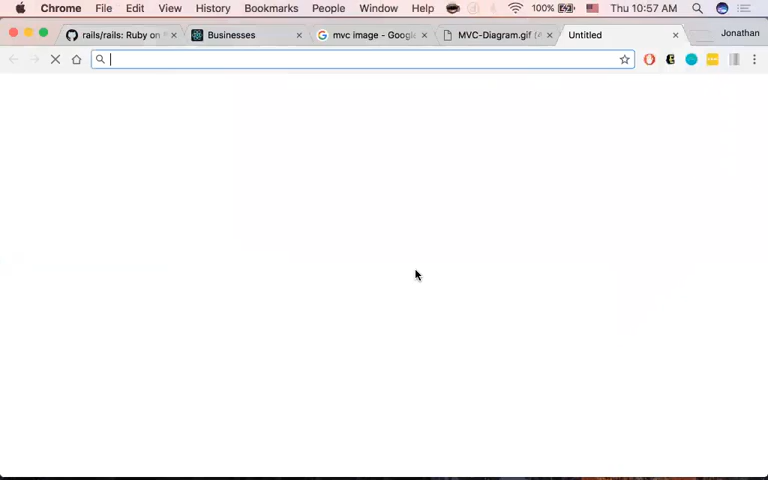 Chrome File Edit View History Bookmarks People Window Help 100% Thu 10:57 AM
rails/rails: Ruby on Businesses mvc image - Google MVC-Diagram.gif Untitled Jonathan